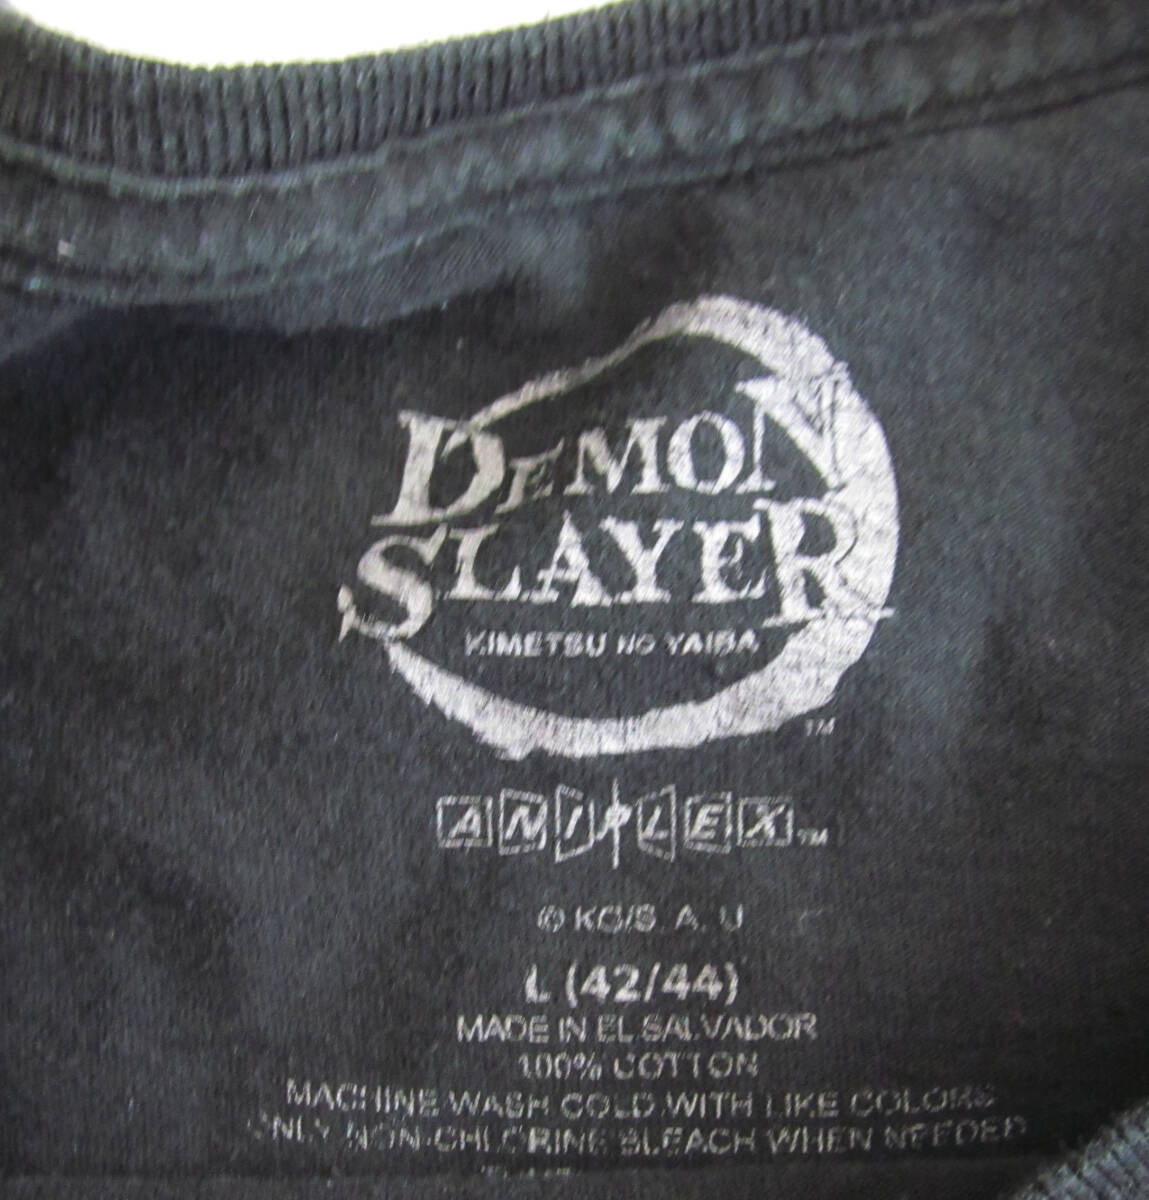 DEMON
SLAYER
KIMETSU NO YAIBA
TM
ANIPLEX TM
© KG/S. A. U
L (42/44)
MADE IN EL SALVADOR
100% COTTON
MACHINE WASH COLD WITH LIKE COLORS
ONLY NON-CHLORINE BLEACH WHEN NEEDED